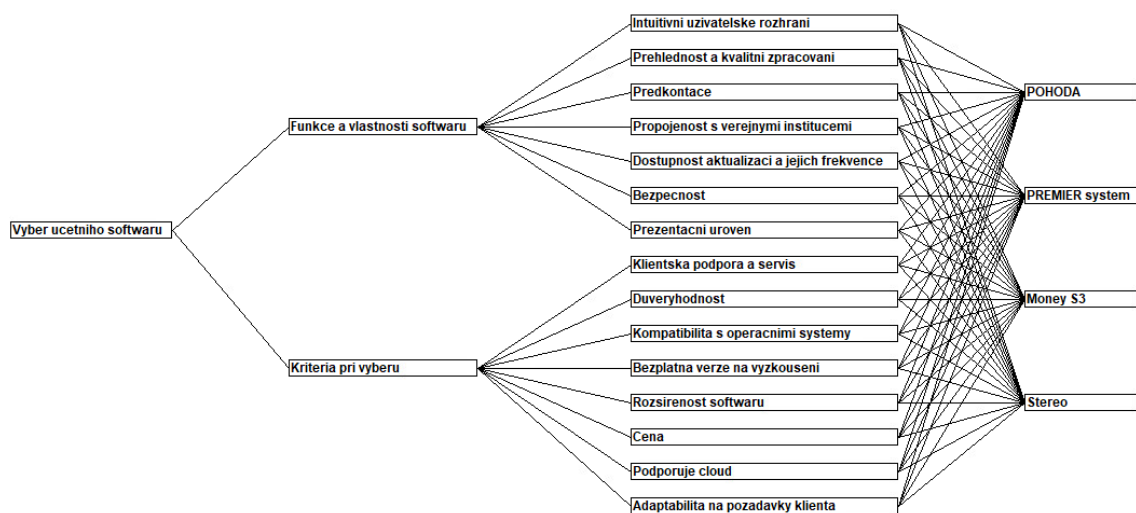 Vyber ucetniho softwaru
Funkce a vlastnosti softwaru
Kriteria pri vyberu
Intuitivni uzivatelske rozhrani
Prehlednost a kvalitni zpracovani
Predkontace
Propojenost s verejnymi institucemi
Dostupnost aktualizaci a jejich frekvence
Bezpecnost
Prezentacni uroven
Klientska podpora a servis
Duveryhodnost
Kompatibilita s operacnimi systemy
Bezplatna verze na vyzkouseni
Rozsirenost softwaru
Cena
Podporuje cloud
Adaptabilita na pozadavky klienta
POHODA
PREMIER system
Money S3
Stereo